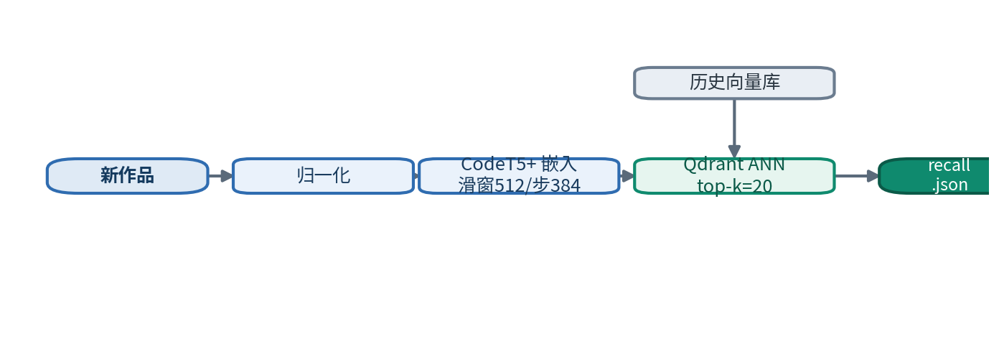 历史向量库
新作品
归一化
CodeT5+ 嵌入
滑窗512/步384
Qdrant ANN
top-k=20
recall
.json